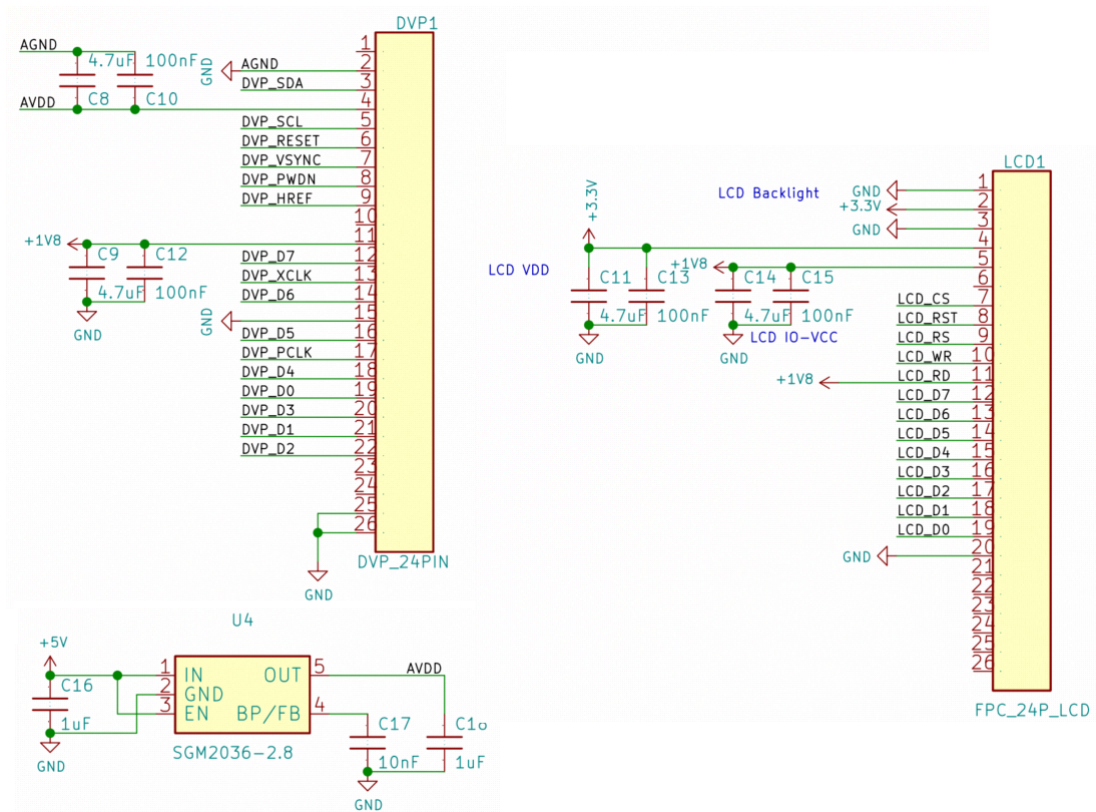 DVP1
AGND
4.7uF 100nF
C8 C10
AVDD
GND
AGND
DVP_SDA
DVP_SCL
DVP_RESET
DVP_VSYNC
DVP_PWDN
DVP_HREF
+1V8
C9 C12
4.7uF 100nF
GND
DVP_D7
DVP_XCLK
DVP_D6
GND
DVP_D5
DVP_PCLK
DVP_D4
DVP_D0
DVP_D3
DVP_D1
DVP_D2
1
2
3
4
5
6
7
8
9
10
11
12
13
14
15
16
17
18
19
20
21
22
23
24
25
26
DVP_24PIN
GND
LCD1
LCD Backlight
GND
+3.3V
GND
+3.3V
LCD VDD
C11 C13
4.7uF 100nF
GND
+1V8
C14 C15
4.7uF 100nF
GND
LCD IO-VCC
LCD_CS
LCD_RST
LCD_RS
LCD_WR
+1V8
LCD_RD
LCD_D7
LCD_D6
LCD_D5
LCD_D4
LCD_D3
LCD_D2
LCD_D1
LCD_D0
GND
1
2
3
4
5
6
7
8
9
10
11
12
13
14
15
16
17
18
19
20
21
22
23
24
25
26
FPC_24P_LCD
U4
+5V
C16
1uF
GND
1 IN OUT 5
2 GND
3 EN BP/FB 4
SGM2036-2.8
AVDD
C17
10nF
1uF
GND